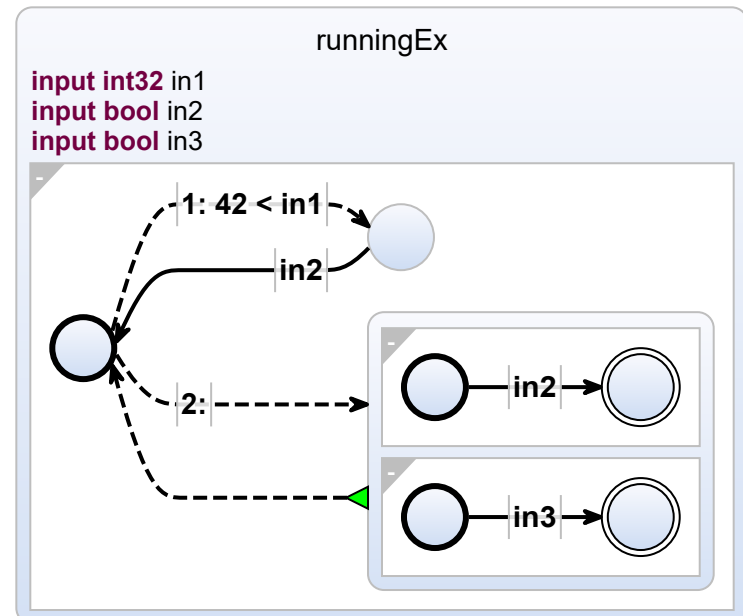 runningEx
input int32 in1
input bool in2
input bool in3
-
1: 42 < in1
in2
-
in2
2:
-
in3